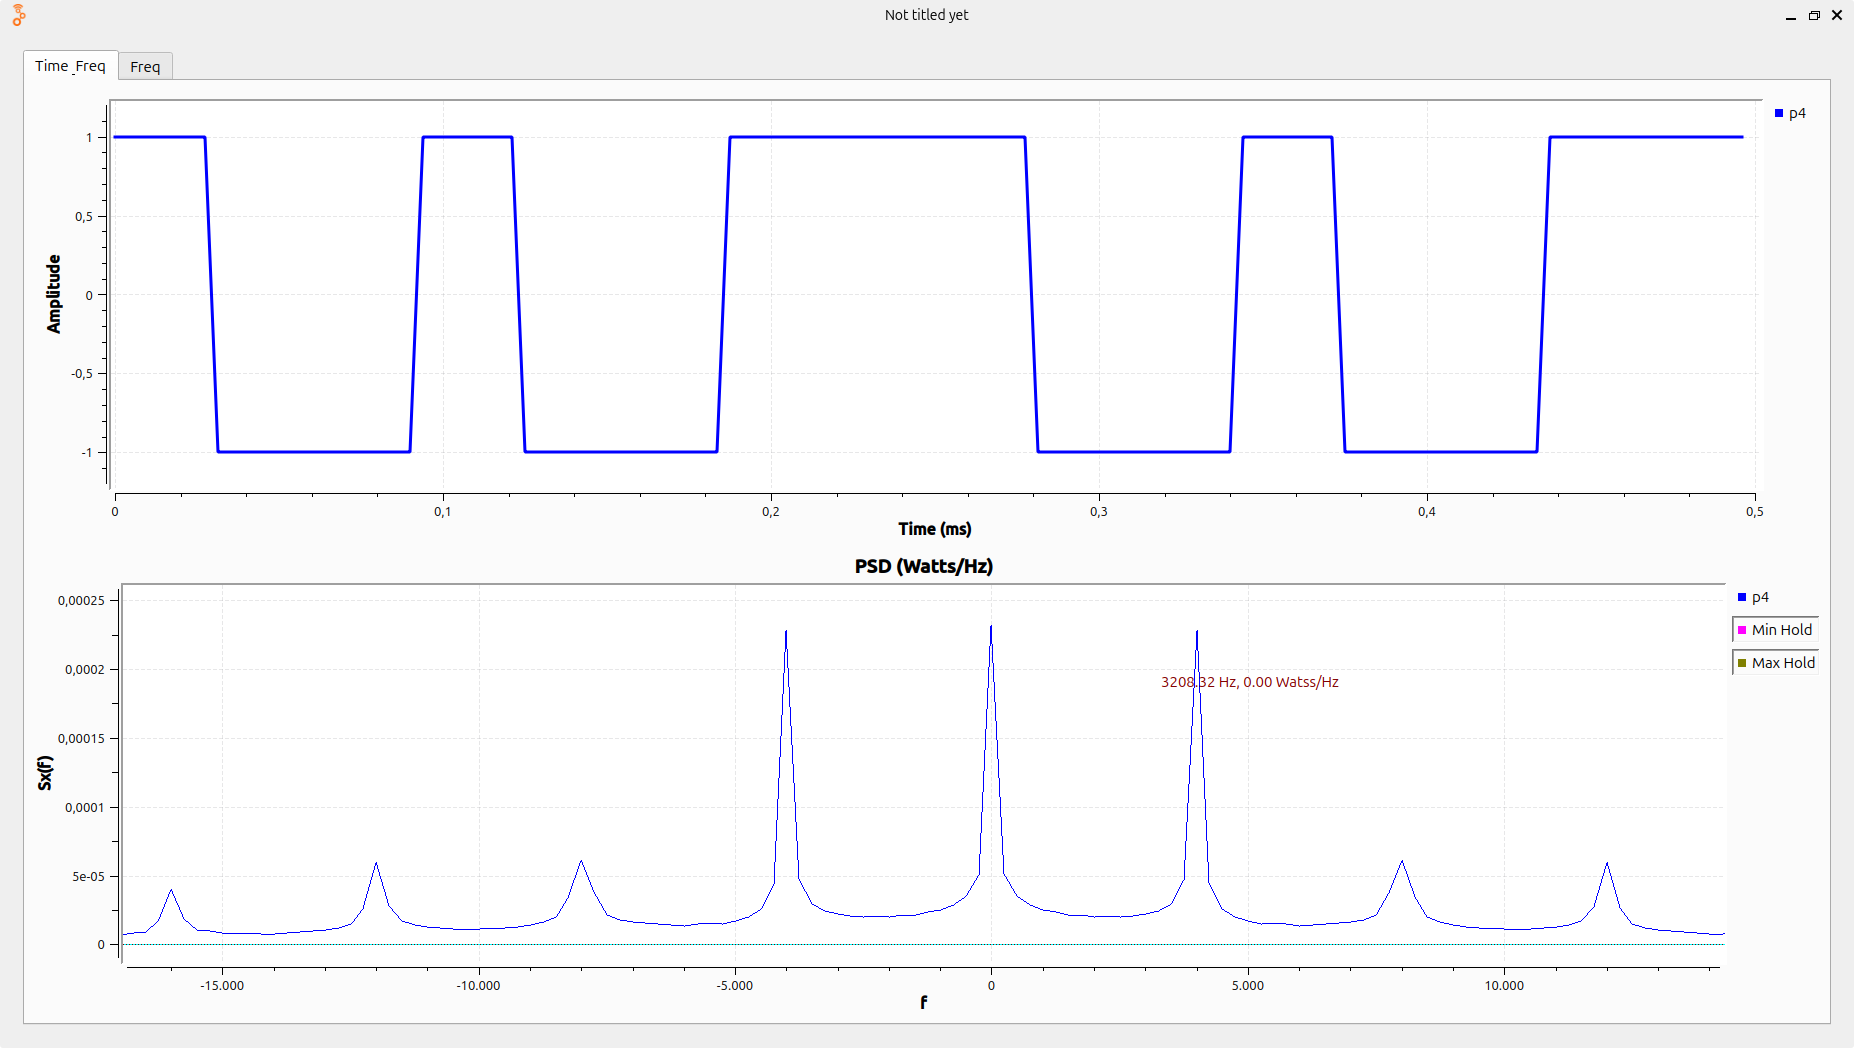 Not titled yet
Time_Freq
Freq
p4
1
0,5
0
-0,5
-1
Amplitude
0
0,1
0,2
0,3
0,4
0,5
Time (ms)
PSD (Watts/Hz)
0,00025
0,0002
0,00015
0,0001
5e-05
0
Sx(f)
3208.32 Hz, 0.00 Watss/Hz
p4
Min Hold
Max Hold
-15.000
-10.000
-5.000
0
5.000
10.000
f